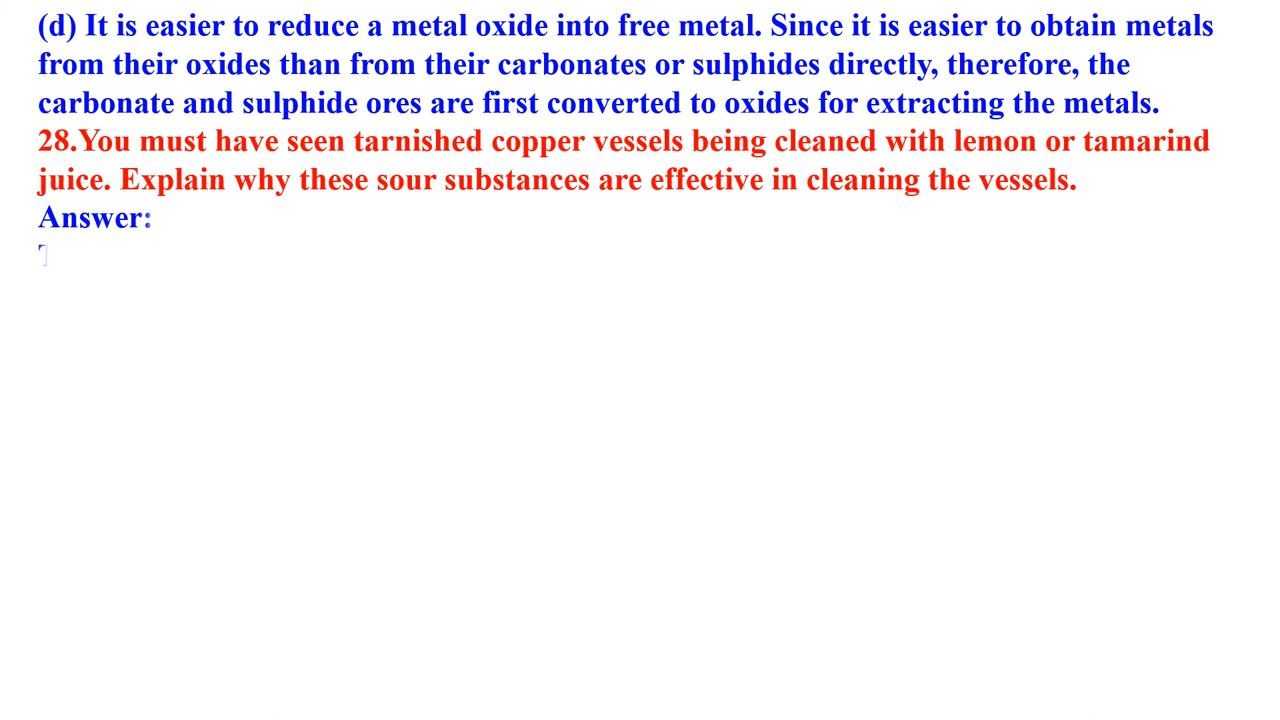 (d) It is easier to reduce a metal oxide into free metal. Since it is easier to obtain metals
from their oxides than from their carbonates or sulphides directly, therefore, the
carbonate and sulphide ores are first converted to oxides for extracting the metals.
28.You must have seen tarnished copper vessels being cleaned with lemon or tamarind
juice. Explain why these sour substances are effective in cleaning the vessels.
Answer: